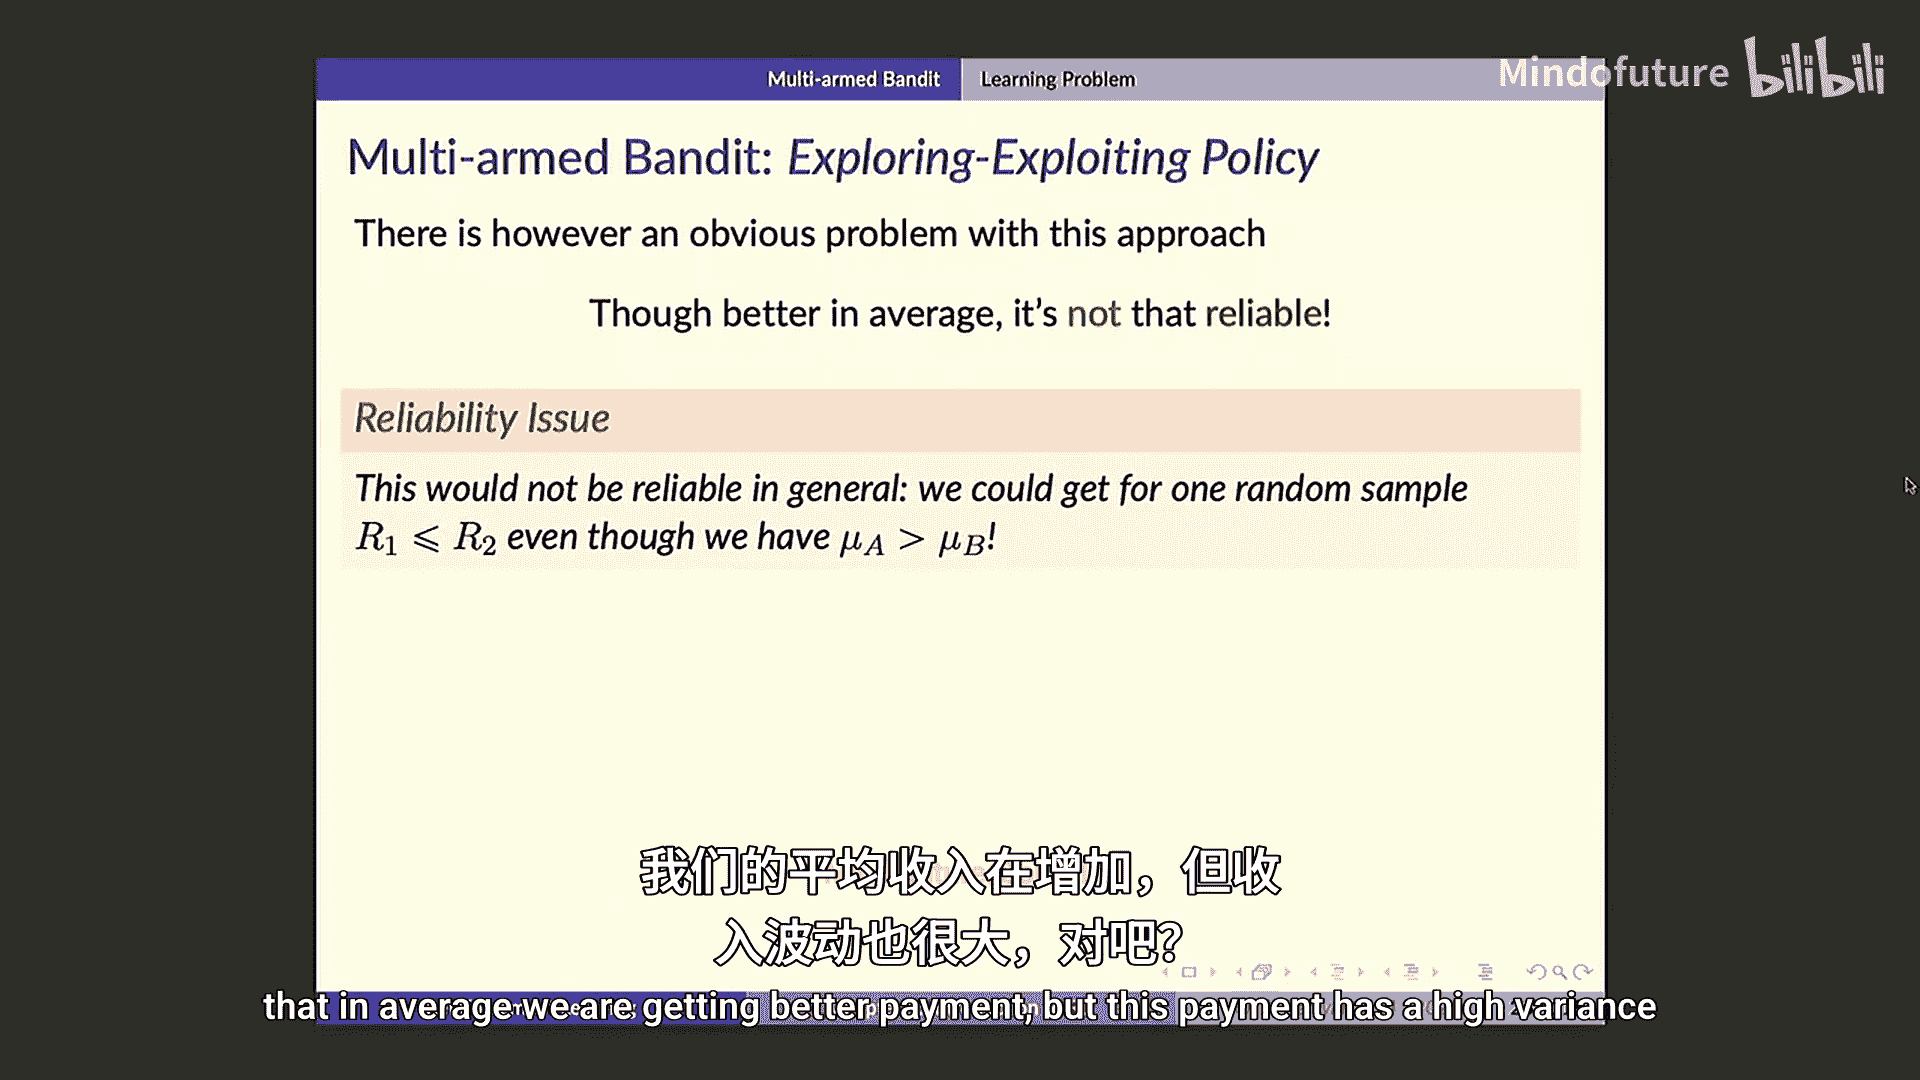 Multi-armed Bandit
Learning Problem
Mindofuture bilibili
Multi-armed Bandit: Exploring-Exploiting Policy
There is however an obvious problem with this approach
Though better in average, it's not that reliable!
Reliability Issue
This would not be reliable in general: we could get for one random sample
R₁ ⩽ R₂ even though we have μ_A > μ_B!
我们的平均收入在增加，但收
入波动也很大，对吧？
that in average we are getting better payment, but this payment has a high variance